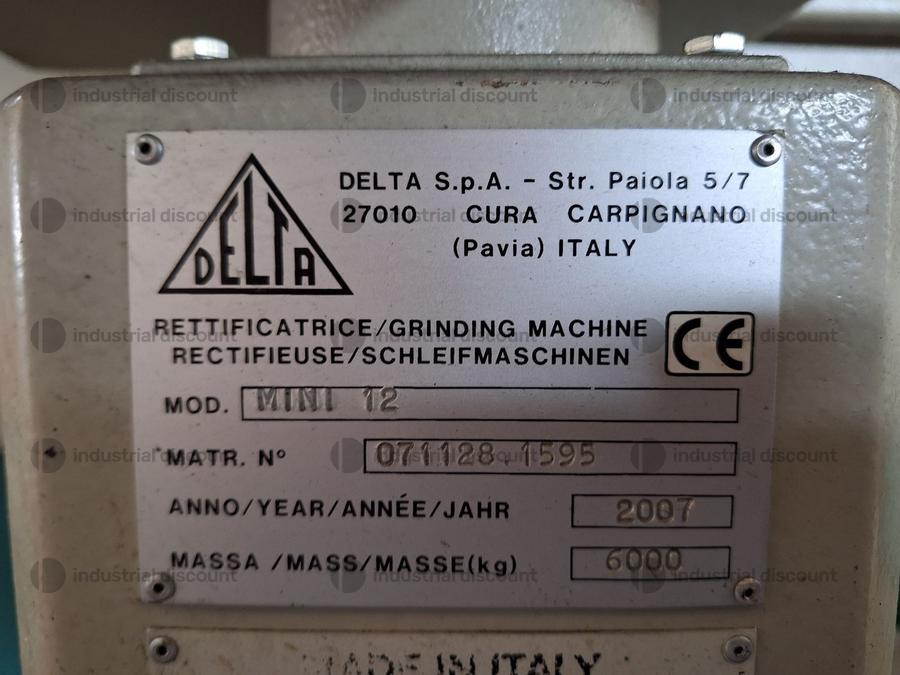 DELTA
DELTA S.p.A. - Str. Paiola 5/7
27010 CURA CARPIGNANO
(Pavia) ITALY
RETTIFICATRICE/GRINDING MACHINE
RECTIFIEUSE/SCHLEIFMASCHINEN
CE
MOD. MINI 12
MATR. Nº 071128.1595
ANNO/YEAR/ANNÉE/JAHR 2007
MASSA /MASS/MASSE(kg) 6000
MADE IN ITALY
industrial discount